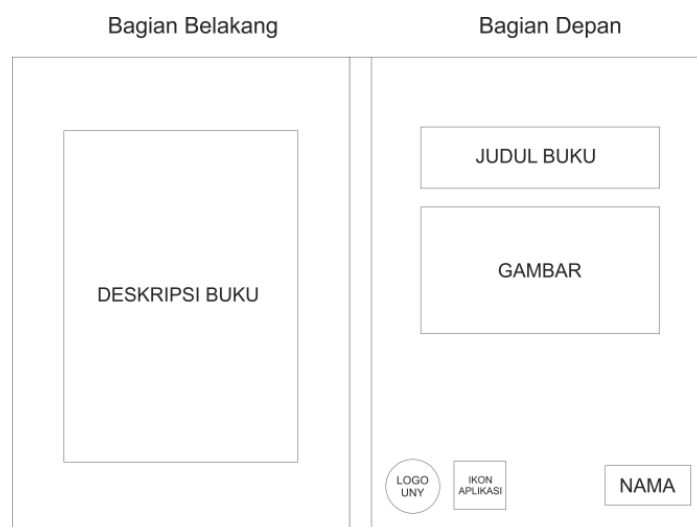 Bagian Belakang
Bagian Depan
DESKRIPSI BUKU
JUDUL BUKU
GAMBAR
LOGO
UNY
IKON
APLIKASI
NAMA